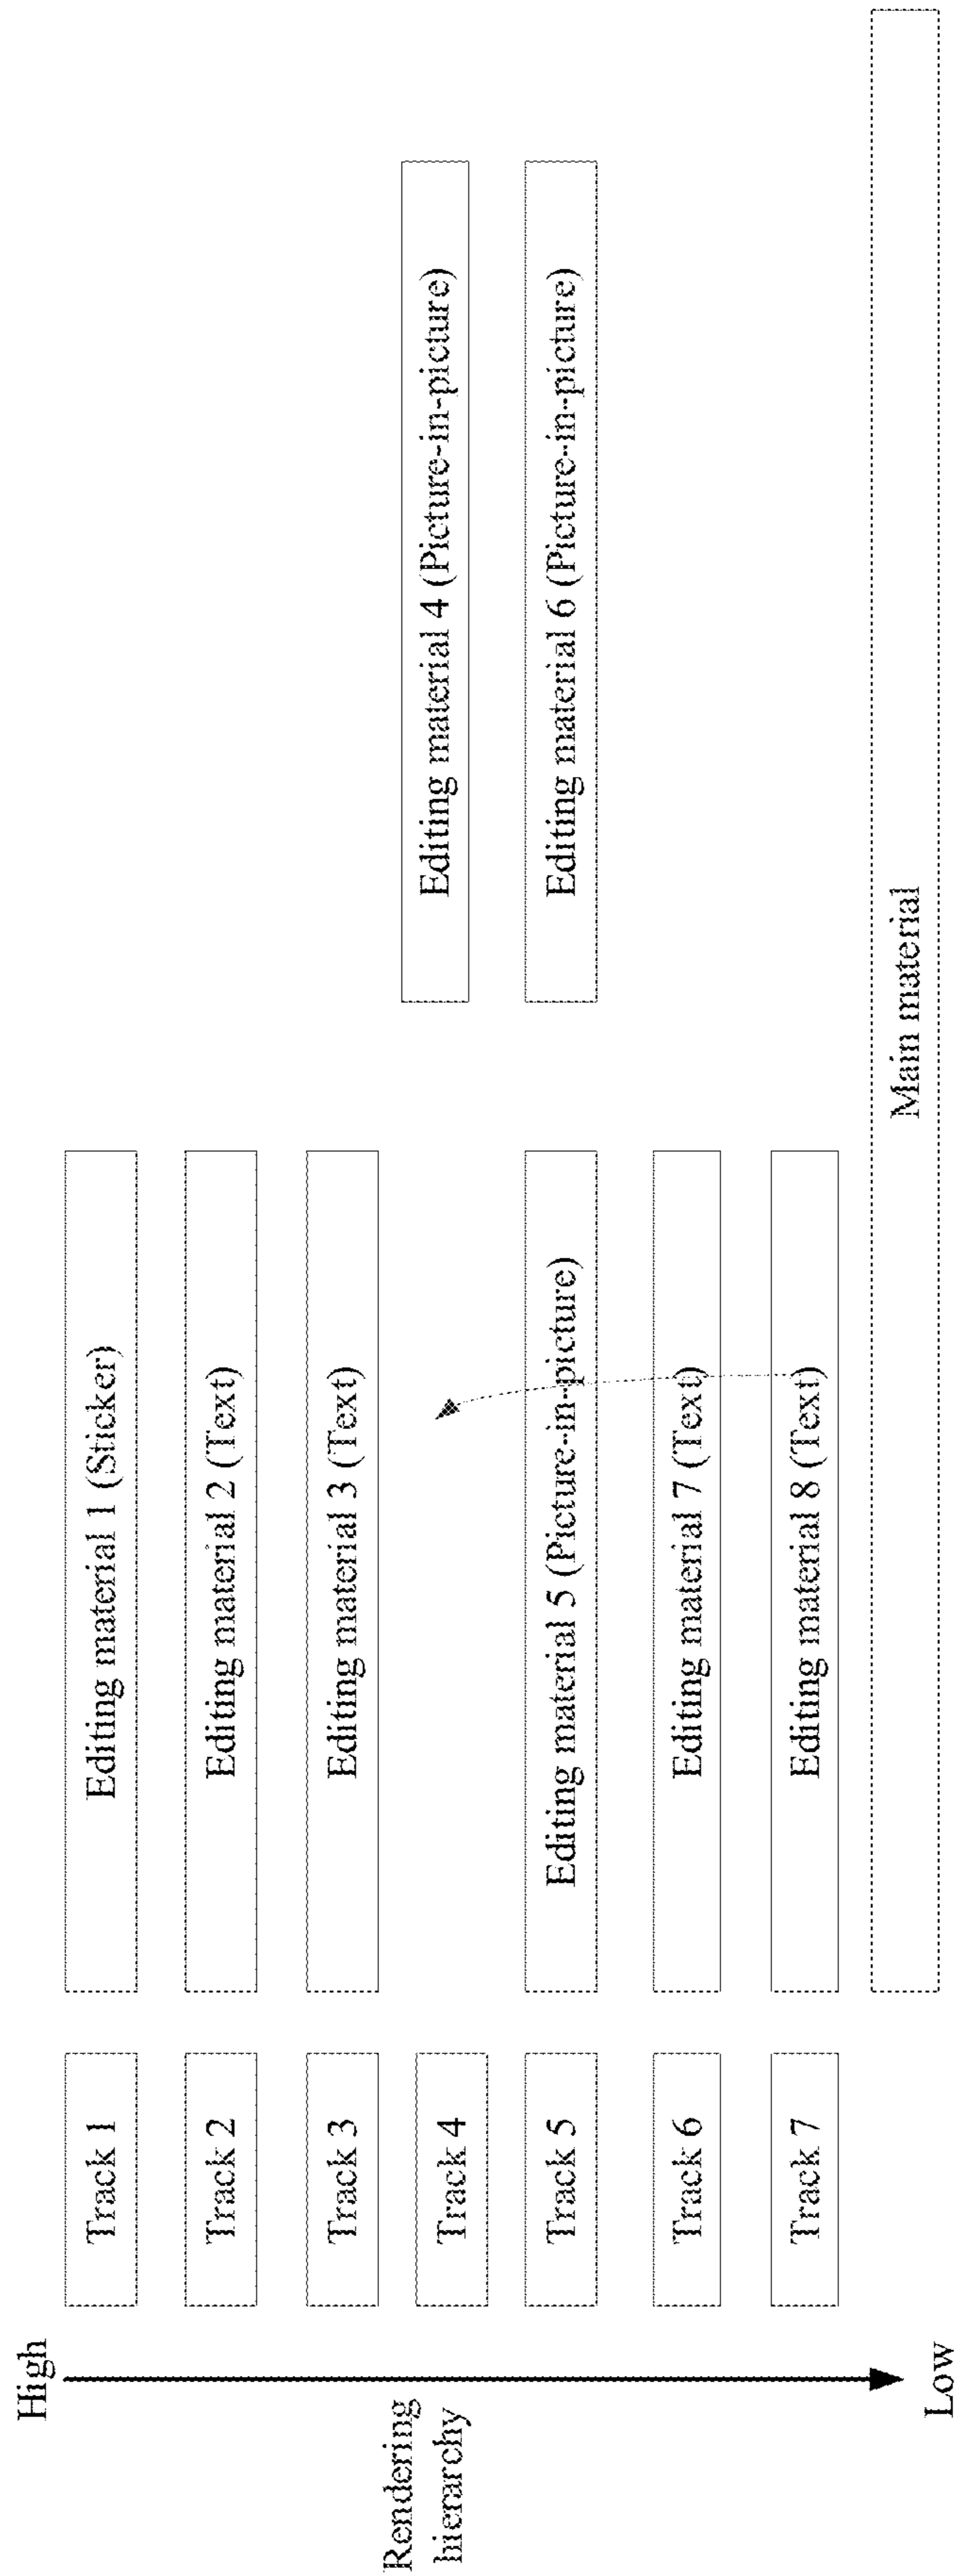 High
Rendering
hierarchy
Low
Track 1
Editing material 1 (Sticker)
Track 2
Editing material 2 (Text)
Track 3
Editing material 3 (Text)
Track 4
Editing material 4 (Picture-in-picture)
Track 5
Editing material 5 (Picture-in-picture)
Editing material 6 (Picture-in-picture)
Track 6
Editing material 7 (Text)
Track 7
Editing material 8 (Text)
Main material